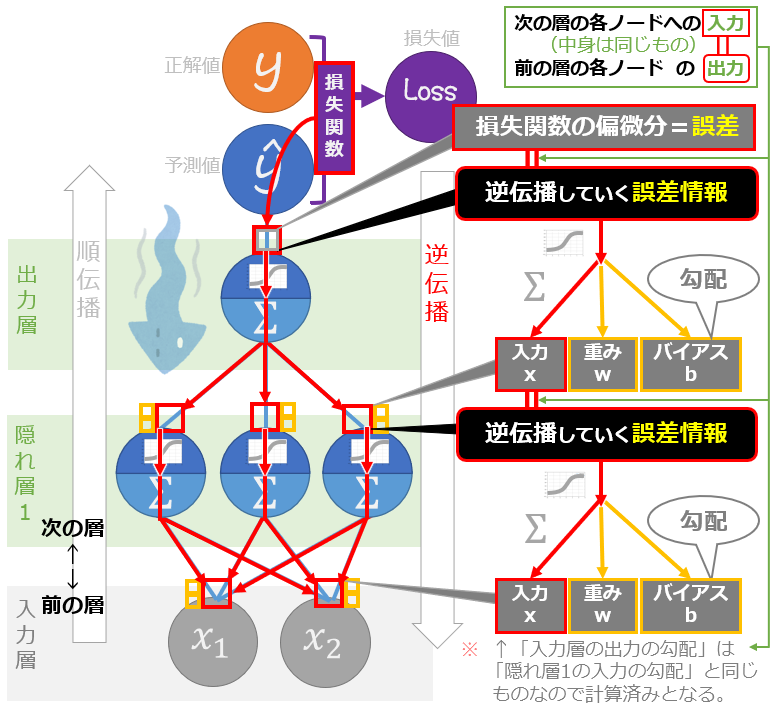 次の層の各ノードへの入力
（中身は同じもの）
前の層の各ノード の 出力
正解値
y
損失関数
損失値
Loss
予測値
ŷ
損失関数の偏微分＝誤差
逆伝播していく誤差情報
順伝播
逆伝播
出力層
Σ
Σ
勾配
入力
x
重み
w
バイアス
b
隠れ層1
Σ
Σ
Σ
逆伝播していく誤差情報
Σ
勾配
次の層
↑
↓
前の層
入力層
x₁
x₂
入力
x
重み
w
バイアス
b
※ ↑「入力層の出力の勾配」は
「隠れ層1の入力の勾配」と同じ
ものなので計算済みとなる。